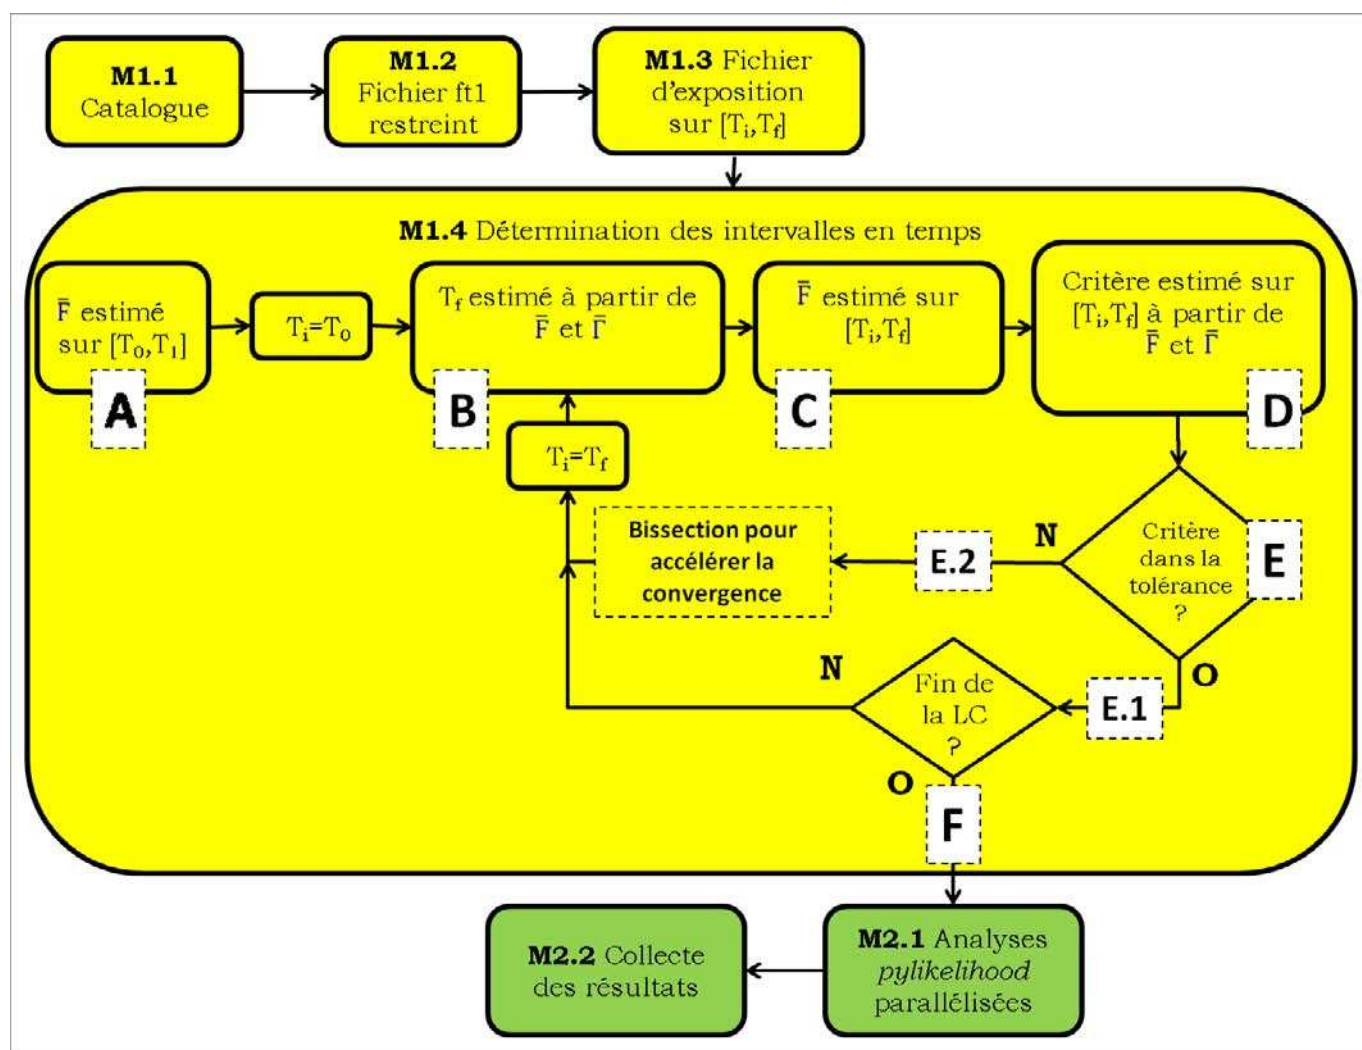 M1.1
Catalogue
M1.2
Fichier ft1
restreint
M1.3 Fichier
d'exposition
sur [Ti,Tf]
M1.4 Détermination des intervalles en temps
F̄ estimé
sur [T0,T1]
A
Ti=T0
Tf estimé à partir de
F̄ et Γ̄
B
F̄ estimé sur
[Ti,Tf]
C
Critère estimé sur
[Ti,Tf] à partir de
F̄ et Γ̄
D
Ti=Tf
Bissection pour
accélérer la
convergence
E.2
N
Critère
dans la
tolérance
?
E
O
E.1
N
Fin de
la LC
?
O
F
M2.1 Analyses
pylikelihood
parallélisées
M2.2 Collecte
des résultats